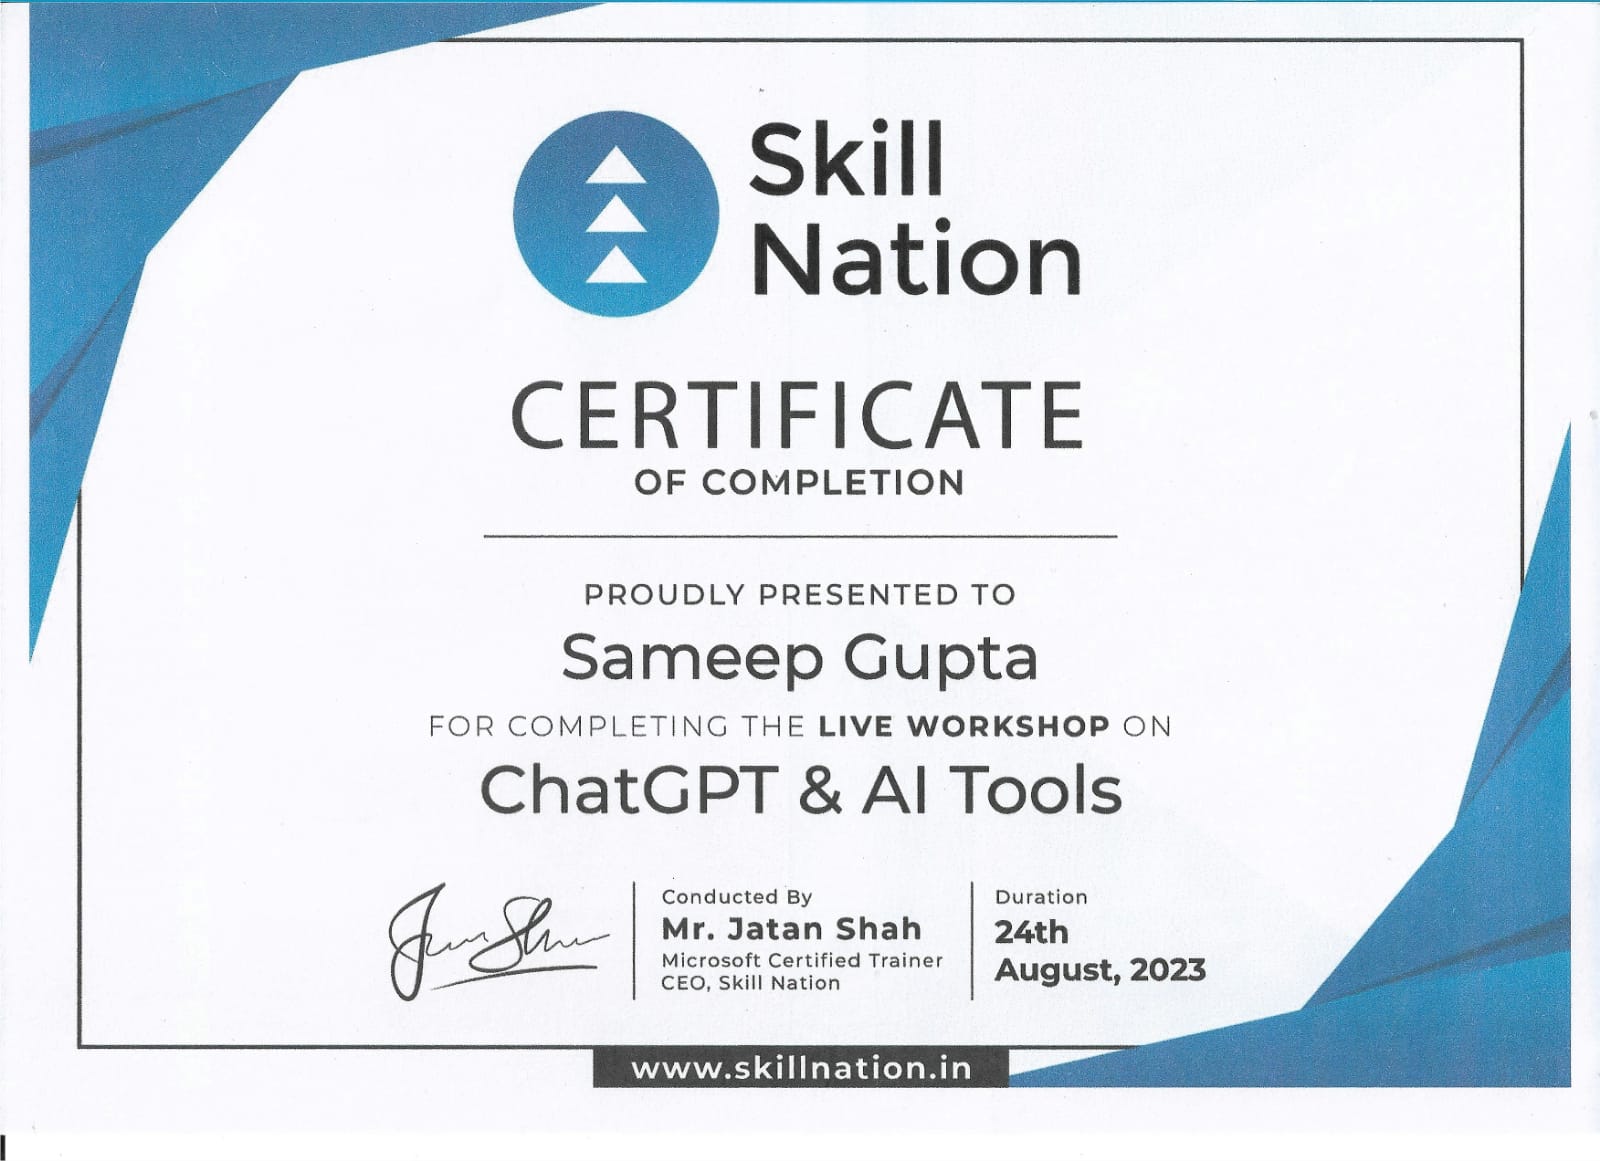 Skill
Nation
CERTIFICATE
OF COMPLETION
PROUDLY PRESENTED TO
Sameep Gupta
FOR COMPLETING THE LIVE WORKSHOP ON
ChatGPT & AI Tools
Conducted By
Mr. Jatan Shah
Microsoft Certified Trainer
CEO, Skill Nation
Duration
24th
August, 2023
www.skillnation.in